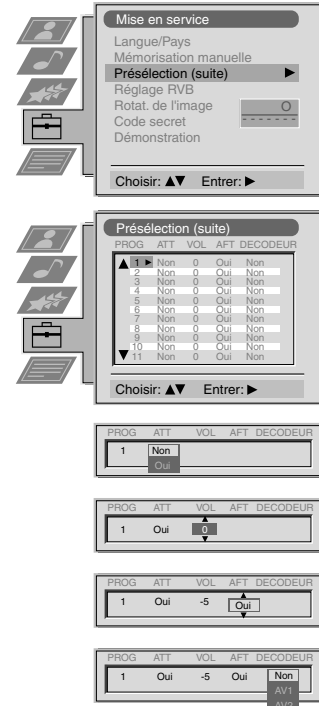 Mise en service
Langue/Pays
Mémorisation manuelle
Présélection (suite) ▶
Réglage RVB
Rotat. de l'image O
Code secret - - - - - -
Démonstration
Choisir: ▲▼ Entrer: ▶
Présélection (suite)
PROG ATT VOL AFT DECODEUR
▲ 1 ▶ Non 0 Oui Non
2 Non 0 Oui Non
3 Non 0 Oui Non
4 Non 0 Oui Non
5 Non 0 Oui Non
6 Non 0 Oui Non
7 Non 0 Oui Non
8 Non 0 Oui Non
9 Non 0 Oui Non
10 Non 0 Oui Non
▼ 11 Non 0 Oui Non
Choisir: ▲▼ Entrer: ▶
PROG ATT VOL AFT DECODEUR
1 Non
Oui
PROG ATT VOL AFT DECODEUR
1 Oui 0
PROG ATT VOL AFT DECODEUR
1 Oui -5 Oui
PROG ATT VOL AFT DECODEUR
1 Oui -5 Oui Non
AV1
AV2